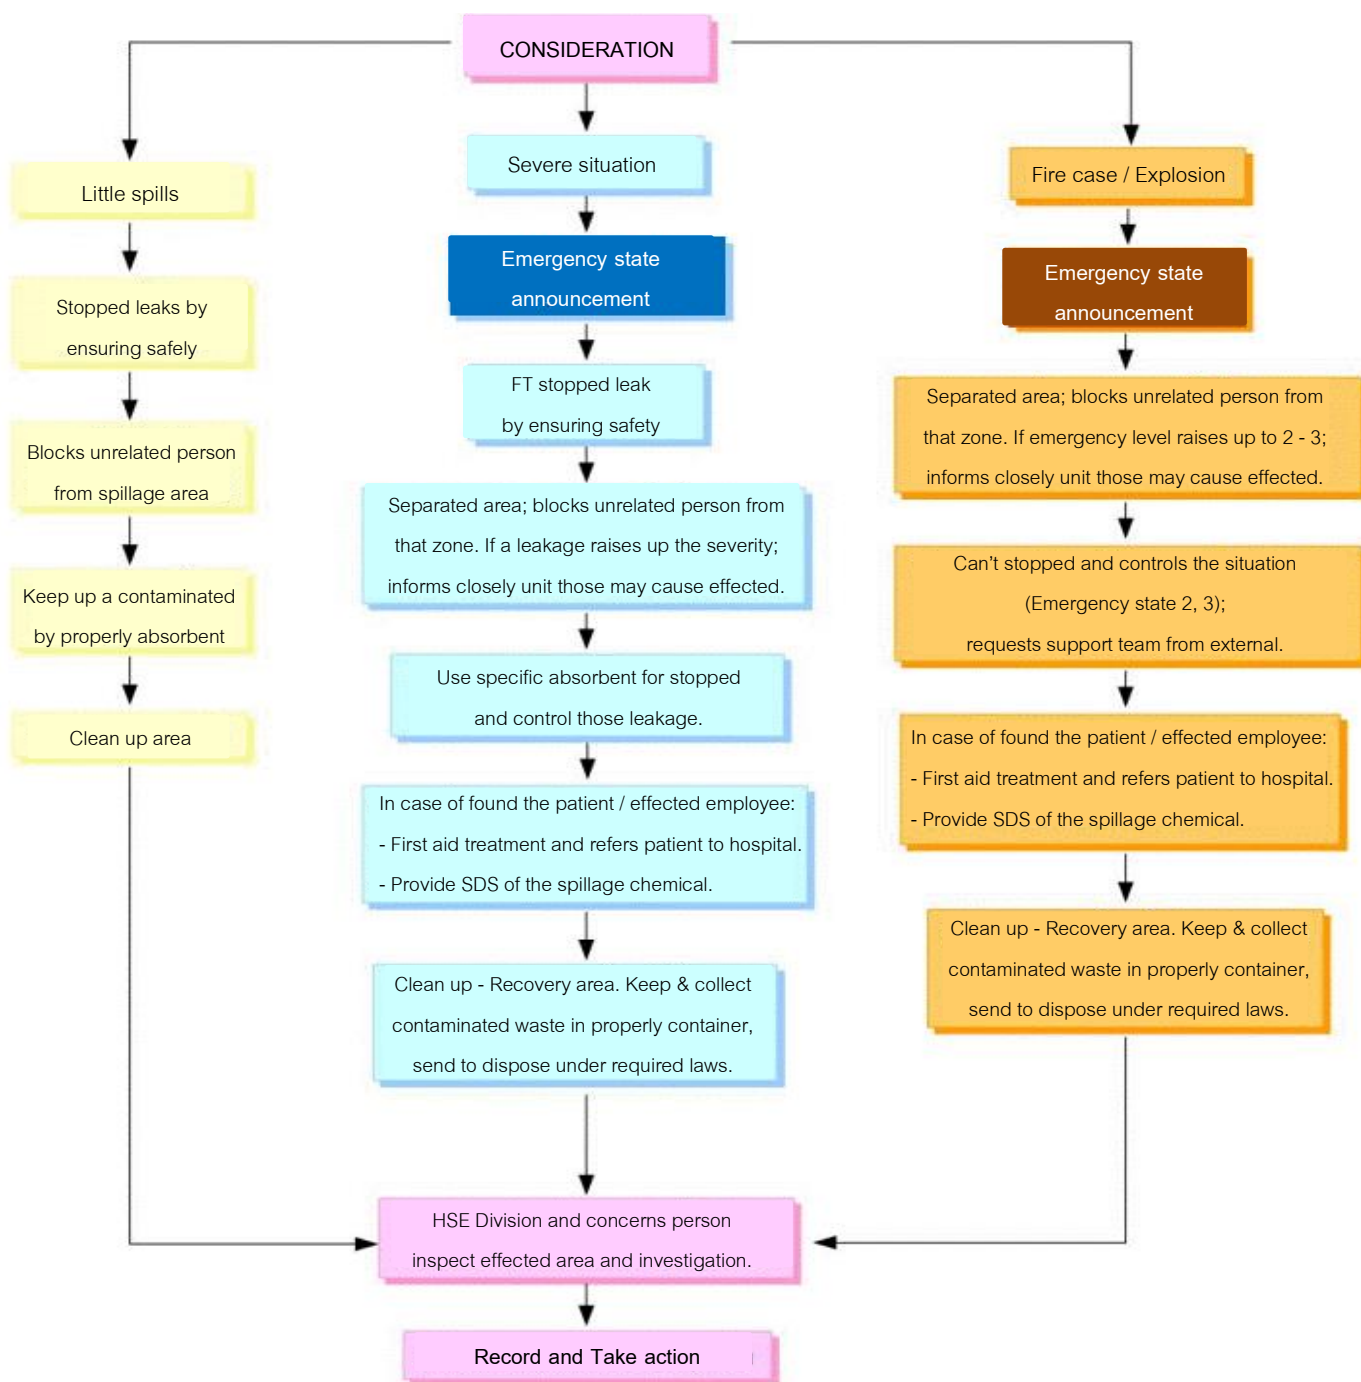 CONSIDERATION
Little spills
Stopped leaks by
ensuring safely
Blocks unrelated person
from spillage area
Keep up a contaminated
by properly absorbent
Clean up area
Severe situation
Emergency state
announcement
FT stopped leak
by ensuring safety
Separated area; blocks unrelated person from
that zone. If a leakage raises up the severity;
informs closely unit those may cause effected.
Use specific absorbent for stopped
and control those leakage.
In case of found the patient / effected employee:
- First aid treatment and refers patient to hospital.
- Provide SDS of the spillage chemical.
Clean up - Recovery area. Keep & collect
contaminated waste in properly container,
send to dispose under required laws.
Fire case / Explosion
Emergency state
announcement
Separated area; blocks unrelated person from
that zone. If emergency level raises up to 2 - 3;
informs closely unit those may cause effected.
Can't stopped and controls the situation
(Emergency state 2, 3);
requests support team from external.
In case of found the patient / effected employee:
- First aid treatment and refers patient to hospital.
- Provide SDS of the spillage chemical.
Clean up - Recovery area. Keep & collect
contaminated waste in properly container,
send to dispose under required laws.
HSE Division and concerns person
inspect effected area and investigation.
Record and Take action